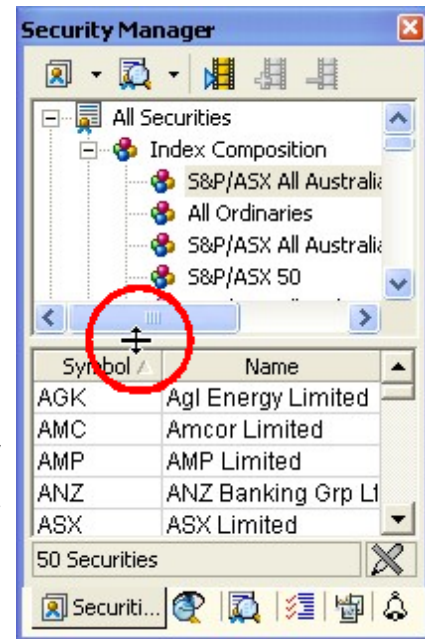 Security Manager
All Securities
Index Composition
S&P/ASX All Australia
All Ordinaries
S&P/ASX All Australia
S&P/ASX 50
Symbol Name
AGK Agl Energy Limited
AMC Amcor Limited
AMP AMP Limited
ANZ ANZ Banking Grp Lt
ASX ASX Limited
50 Securities
Securiti...